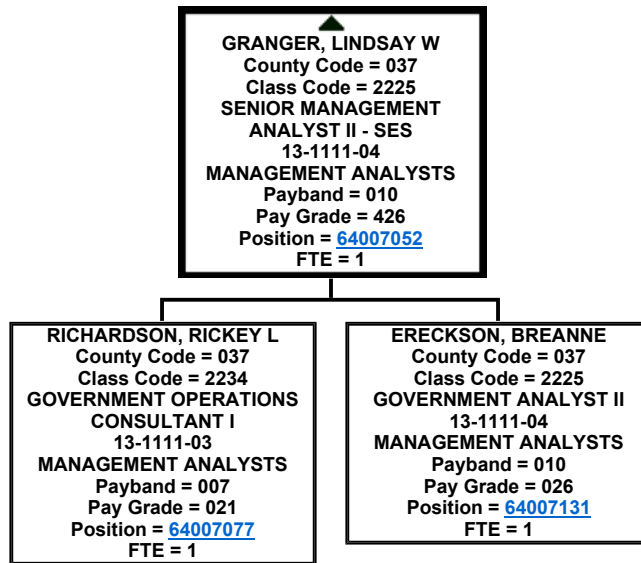 GRANGER, LINDSAY W
County Code = 037
Class Code = 2225
SENIOR MANAGEMENT
ANALYST II - SES
13-1111-04
MANAGEMENT ANALYSTS
Payband = 010
Pay Grade = 426
Position = 64007052
FTE = 1
RICHARDSON, RICKEY L
County Code = 037
Class Code = 2234
GOVERNMENT OPERATIONS
CONSULTANT I
13-1111-03
MANAGEMENT ANALYSTS
Payband = 007
Pay Grade = 021
Position = 64007077
FTE = 1
ERECKSON, BREANNE
County Code = 037
Class Code = 2225
GOVERNMENT ANALYST II
13-1111-04
MANAGEMENT ANALYSTS
Payband = 010
Pay Grade = 026
Position = 64007131
FTE = 1